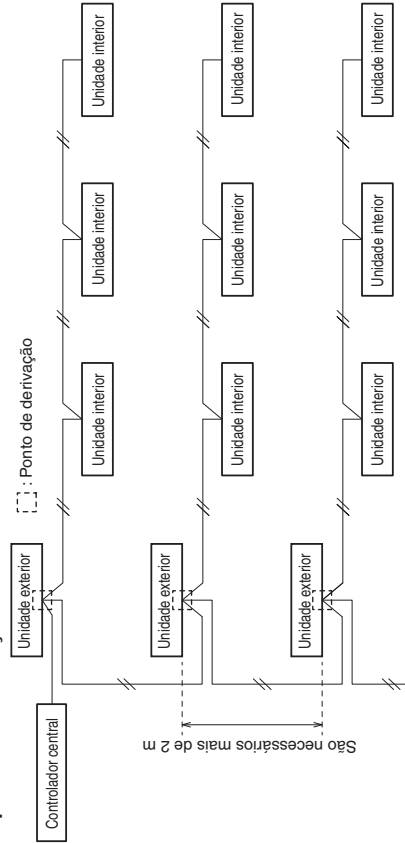 : Ponto de derivação
Controlador central
Unidade exterior
Unidade interior
Unidade interior
Unidade interior
Unidade exterior
Unidade interior
Unidade interior
Unidade interior
São necessários mais de 2 m
Unidade exterior
Unidade interior
Unidade interior
Unidade interior